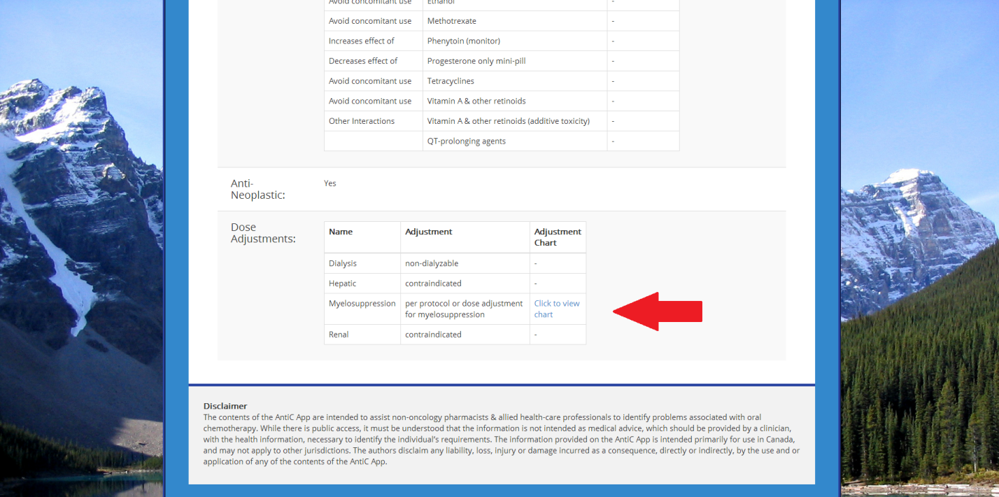 Avoid concomitant use Ethanol -
Avoid concomitant use Methotrexate -
Increases effect of Phenytoin (monitor) -
Decreases effect of Progesterone only mini-pill -
Avoid concomitant use Tetracyclines -
Avoid concomitant use Vitamin A & other retinoids -
Other Interactions Vitamin A & other retinoids (additive toxicity) -
QT-prolonging agents -
Anti-
Neoplastic:
Yes
Dose
Adjustments:
Name Adjustment Adjustment
Chart
Dialysis non-dialyzable -
Hepatic contraindicated -
Myelosuppression per protocol or dose adjustment Click to view
for myelosuppression chart
Renal contraindicated -
Disclaimer
The contents of the AntiC App are intended to assist non-oncology pharmacists & allied health-care professionals to identify problems associated with oral
chemotherapy. While there is public access, it must be understood that the information is not intended as medical advice, which should be provided by a clinician,
with the health information, necessary to identify the individual's requirements. The information provided on the AntiC App is intended primarily for use in Canada,
and may not apply to other jurisdictions. The authors disclaim any liability, loss, injury or damage incurred as a consequence, directly or indirectly, by the use and or
application of any of the contents of the AntiC App.